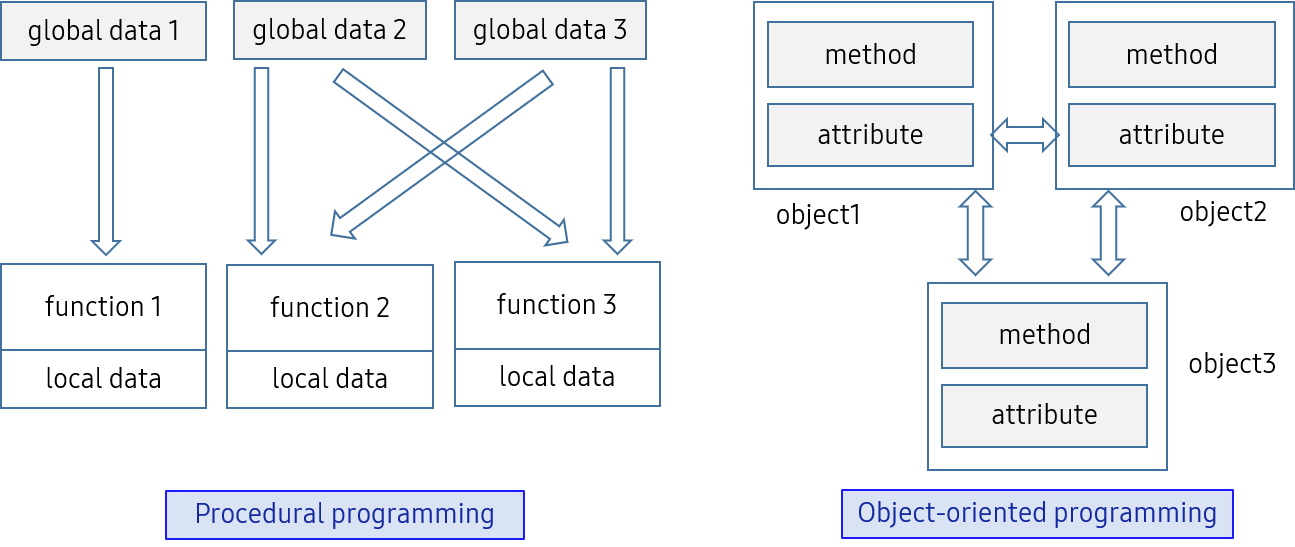 global data 1
global data 2
global data 3
function 1
local data
function 2
local data
function 3
local data
Procedural programming
method
attribute
object1
method
attribute
object2
method
attribute
object3
Object-oriented programming